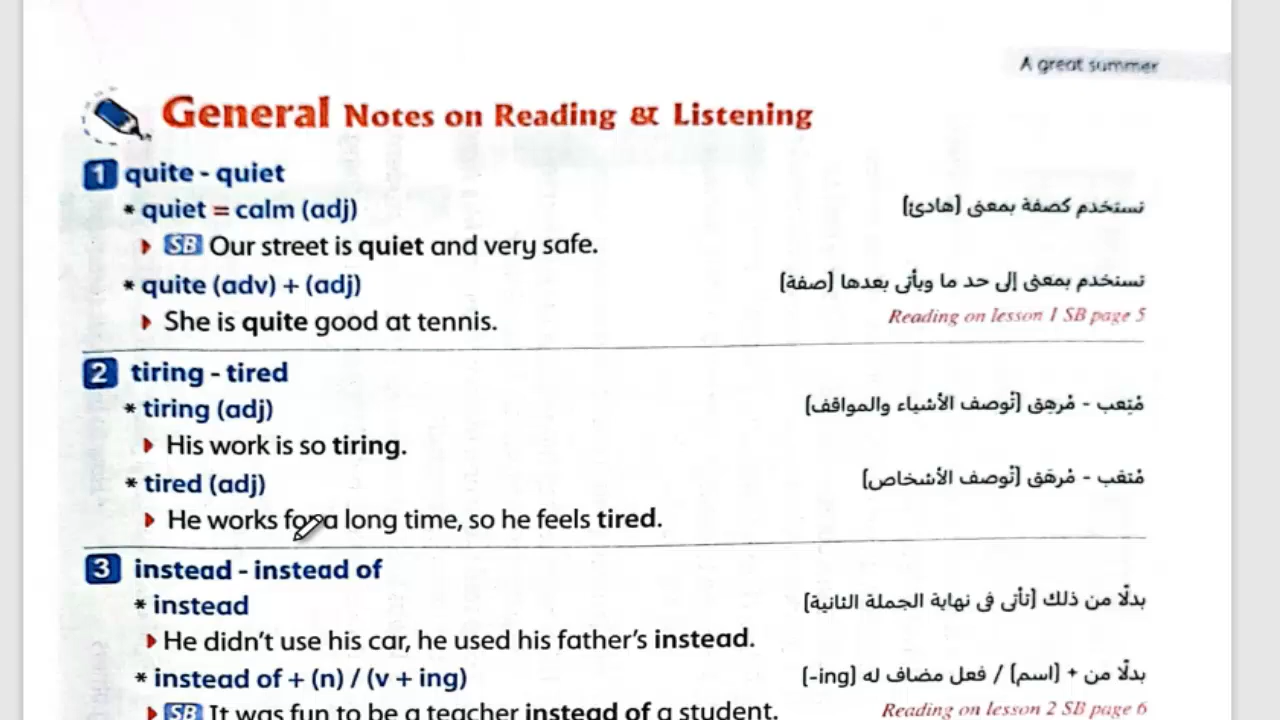 A great summer
General Notes on Reading & Listening
1 quite - quiet
* quiet = calm (adj) نستخدم كصفة بمعنى [هادئ]
SB Our street is quiet and very safe.
* quite (adv) + (adj) نستخدم بمعنى إلى حد ما ويأتى بعدها [صفة]
She is quite good at tennis. Reading on lesson 1 SB page 5
2 tiring - tired
* tiring (adj) مُتِعب - مُرهِق [تُوصف الأشياء والمواقف]
His work is so tiring.
* tired (adj) مُتعَب - مُرهَق [تُوصف الأشخاص]
He works for a long time, so he feels tired.
3 instead - instead of
* instead بدلًا من ذلك [تأتى فى نهاية الجملة الثانية]
He didn't use his car, he used his father's instead.
* instead of + (n) / (v + ing) بدلًا من + [اسم] / فعل مضاف له [-ing]
SB It was fun to be a teacher instead of a student. Reading on lesson 2 SB page 6